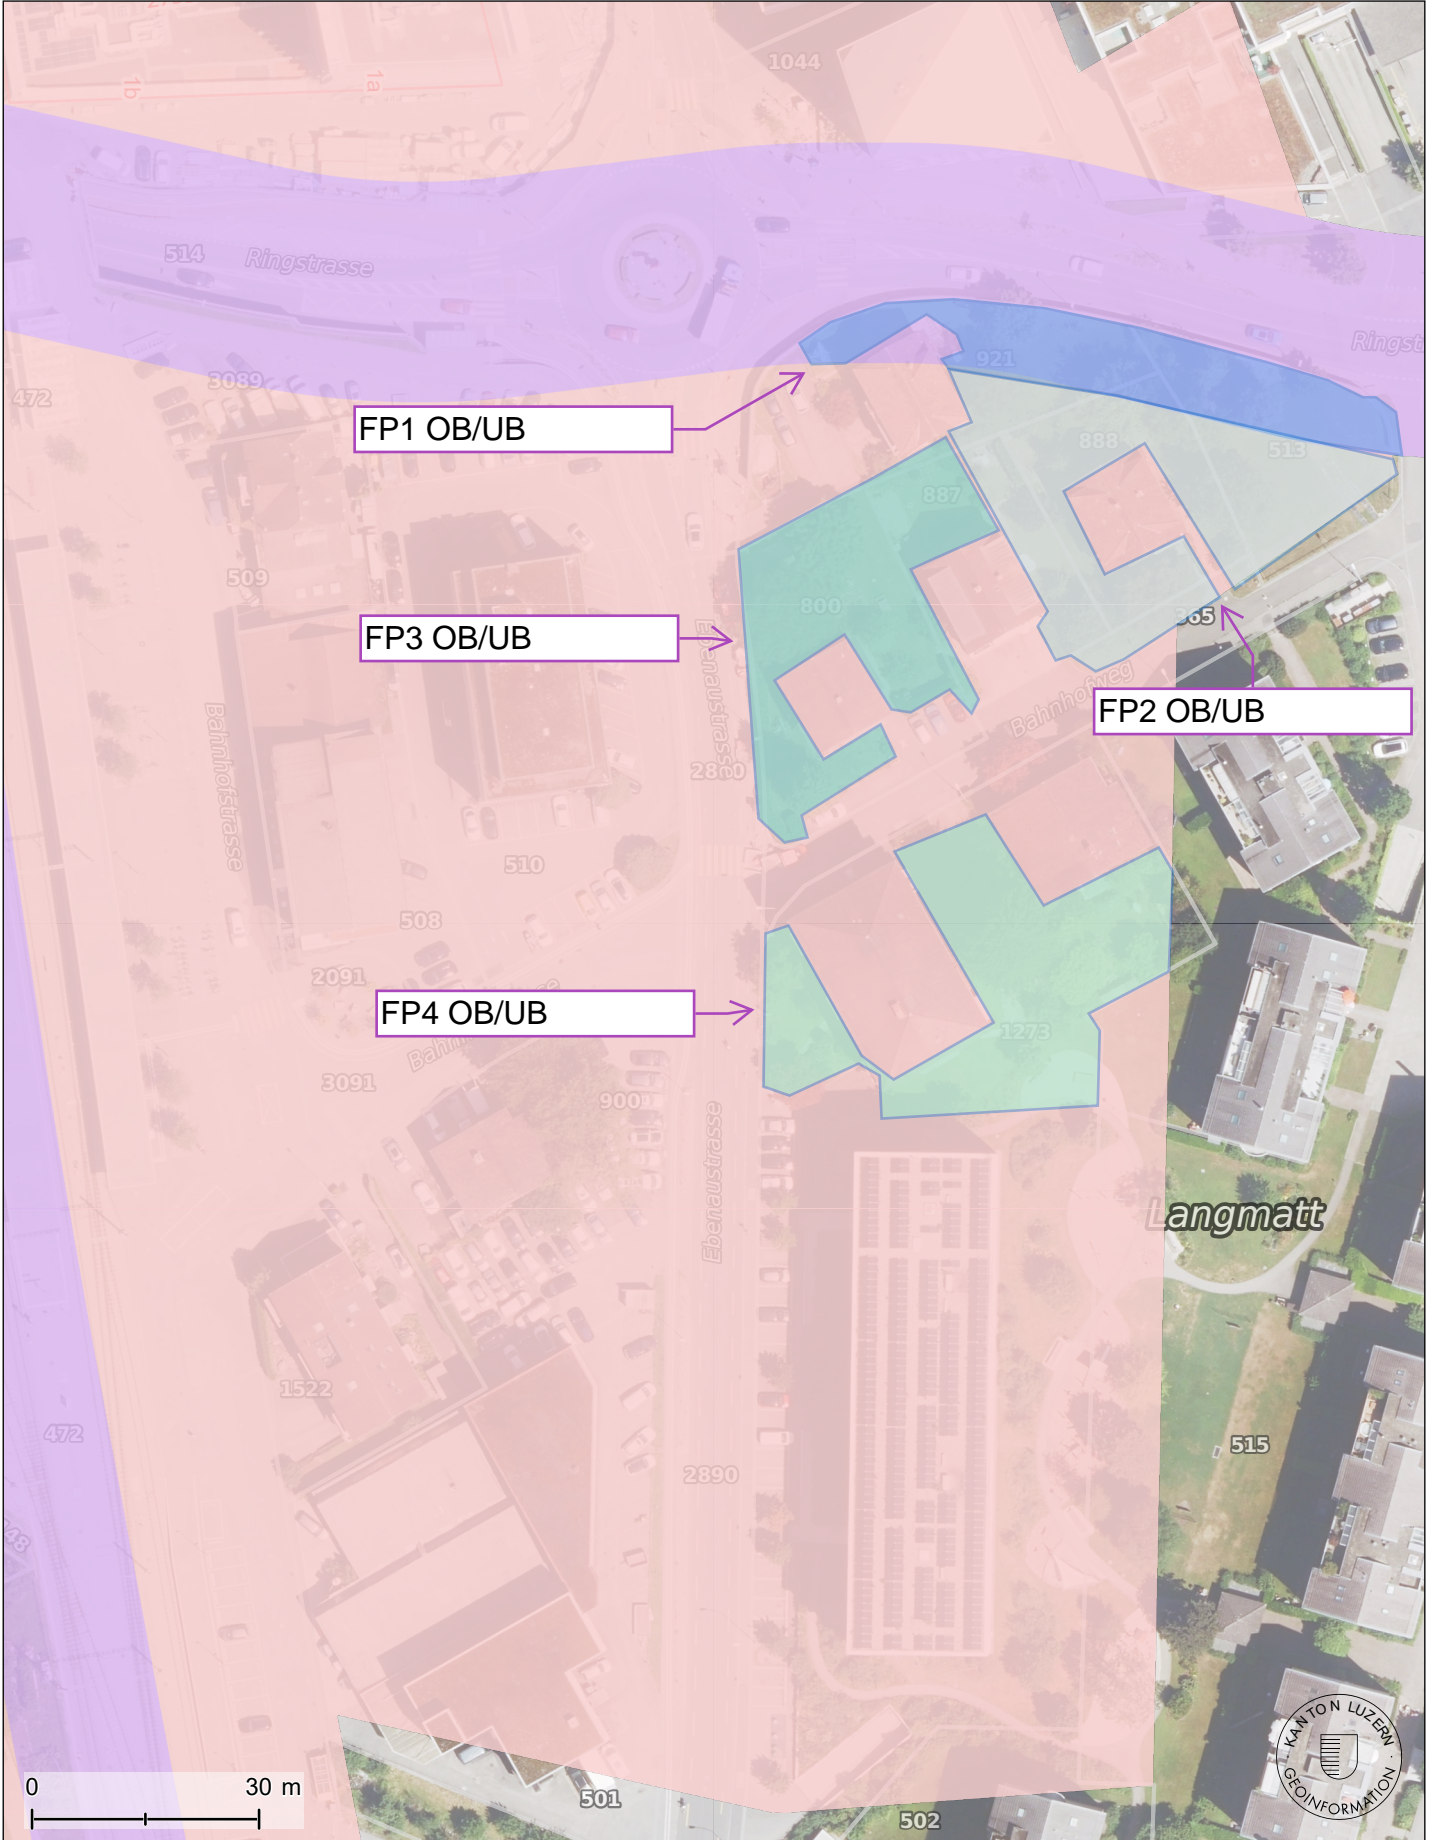 1b
1a
1044
514
Ringstrasse
Ringst
472
3089
921
FP1 OB/UB
888
513
887
509
800
365
FP3 OB/UB
Ebenaustrasse
Bahnhofweg
FP2 OB/UB
Bahnhofstrasse
2890
510
508
2091
FP4 OB/UB
1273
3091
900
Ebenaustrasse
Langmatt
1522
472
515
2890
0 30 m
501
502
KANTON LUZERN
GEOINFORMATION